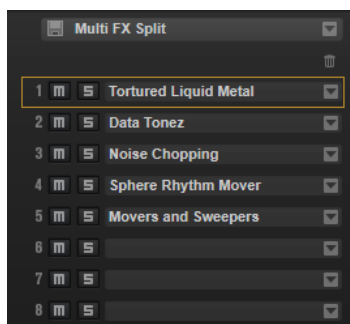 Multi FX Split
1 m S Tortured Liquid Metal
2 m S Data Tonez
3 m S Noise Chopping
4 m S Sphere Rhythm Mover
5 m S Movers and Sweepers
6 m S
7 m S
8 m S